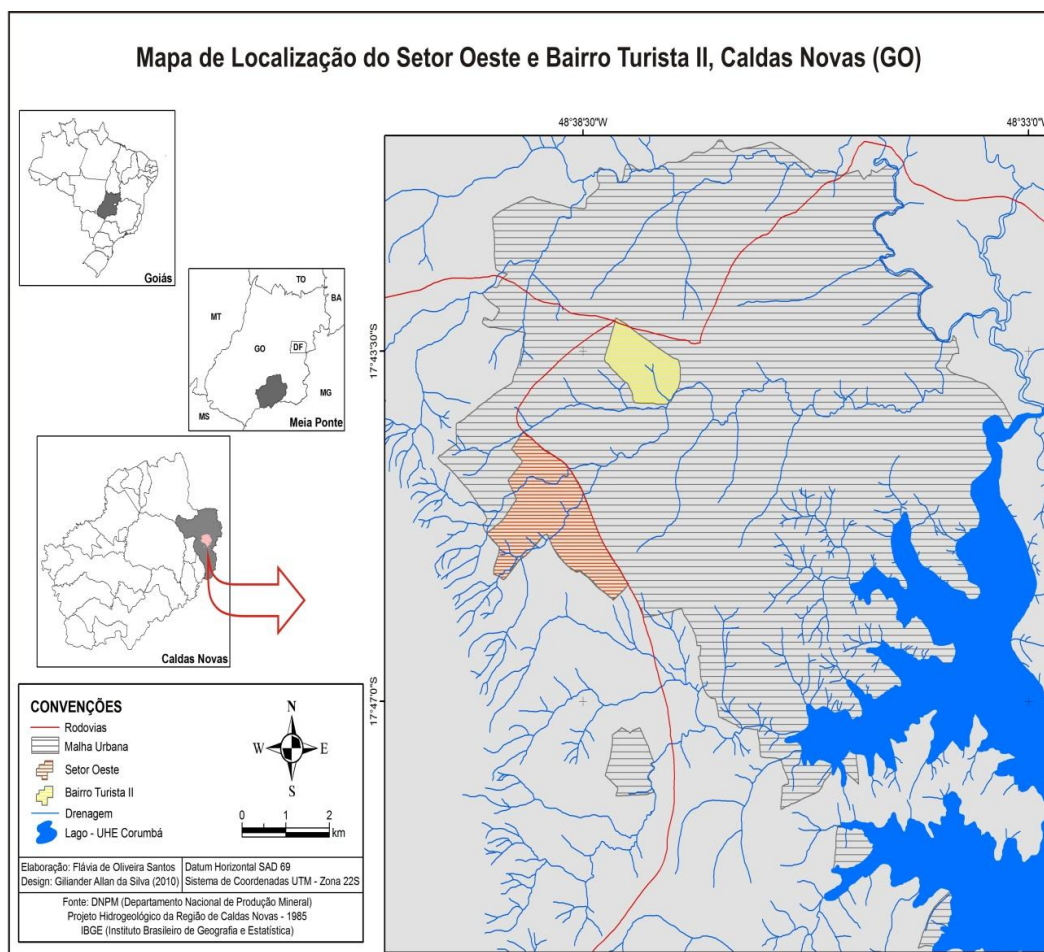 Mapa de Localização do Setor Oeste e Bairro Turista II, Caldas Novas (GO)
48°38'30"W
48°33'0"W
Goiás
TO
BA
MT
GO
DF
MG
MS
Meia Ponte
17°43'30"S
Caldas Novas
17°47'0"S
CONVENÇÕES
Rodovias
Malha Urbana
Setor Oeste
Bairro Turista II
Drenagem
Lago - UHE Corumbá
N
W
E
S
0 1 2
km
Elaboração: Flávia de Oliveira Santos
Design: Giliander Allan da Silva (2010)
Datum Horizontal SAD 69
Sistema de Coordenadas UTM - Zona 22S
Fonte: DNPM (Departamento Nacional de Produção Mineral)
Projeto Hidrogeológico da Região de Caldas Novas - 1985
IBGE (Instituto Brasileiro de Geografia e Estatística)